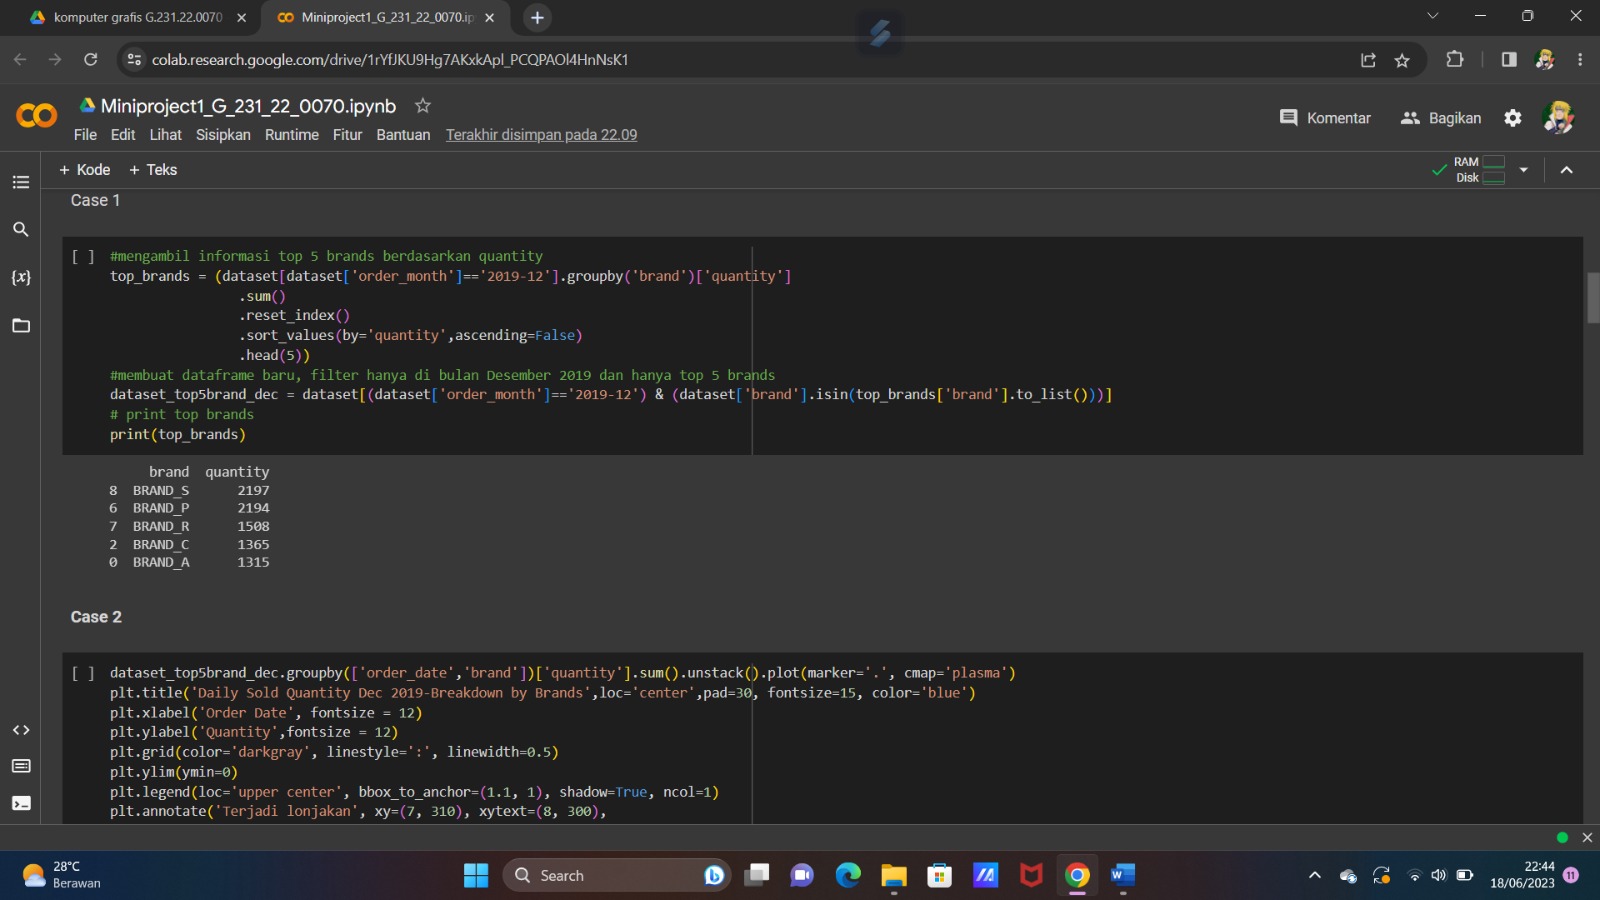 komputer grafis G.231.22.0070
Miniproject1_G_231_22_0070.ip
colab.research.google.com/drive/1rYfJKU9Hg7AKxkApl_PCQPAOl4HnNsK1
Miniproject1_G_231_22_0070.ipynb
Komentar
Bagikan
File Edit Lihat Sisipkan Runtime Fitur Bantuan Terakhir disimpan pada 22.09
+ Kode + Teks
RAM
Disk
Case 1
[ ] #mengambil informasi top 5 brands berdasarkan quantity
top_brands = (dataset[dataset['order_month']=='2019-12'].groupby('brand')['quantity']
.sum()
.reset_index()
.sort_values(by='quantity',ascending=False)
.head(5))
#membuat dataframe baru, filter hanya di bulan Desember 2019 dan hanya top 5 brands
dataset_top5brand_dec = dataset[(dataset['order_month']=='2019-12') & (dataset['brand'].isin(top_brands['brand'].to_list()))]
# print top brands
print(top_brands)
brand quantity
8 BRAND_S 2197
6 BRAND_P 2194
7 BRAND_R 1508
2 BRAND_C 1365
0 BRAND_A 1315
Case 2
[ ] dataset_top5brand_dec.groupby(['order_date','brand'])['quantity'].sum().unstack().plot(marker='.', cmap='plasma')
plt.title('Daily Sold Quantity Dec 2019-Breakdown by Brands',loc='center',pad=30, fontsize=15, color='blue')
plt.xlabel('Order Date', fontsize = 12)
plt.ylabel('Quantity',fontsize = 12)
plt.grid(color='darkgray', linestyle=':', linewidth=0.5)
plt.ylim(ymin=0)
plt.legend(loc='upper center', bbox_to_anchor=(1.1, 1), shadow=True, ncol=1)
plt.annotate('Terjadi lonjakan', xy=(7, 310), xytext=(8, 300),
28°C
Berawan
Search
22:44
18/06/2023
11